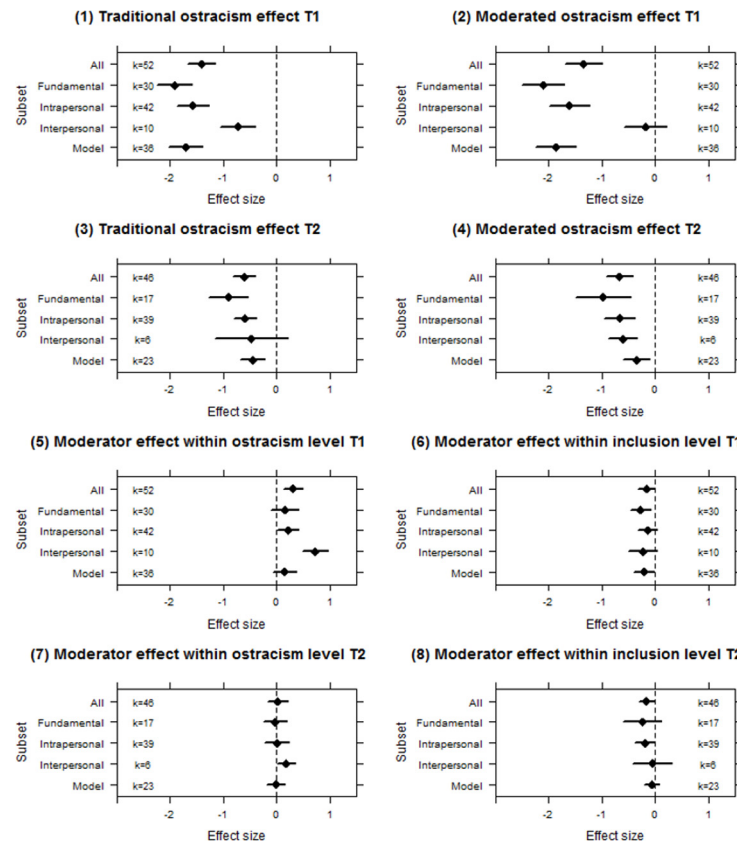 (1) Traditional ostracism effect T1
Subset
All k=52
Fundamental k=30
Intrapersonal k=42
Interpersonal k=10
Model k=36
-2 -1 0 1
Effect size
(2) Moderated ostracism effect T1
Subset
All k=52
Fundamental k=30
Intrapersonal k=42
Interpersonal k=10
Model k=36
-2 -1 0 1
Effect size
(3) Traditional ostracism effect T2
Subset
All k=46
Fundamental k=17
Intrapersonal k=39
Interpersonal k=6
Model k=23
-2 -1 0 1
Effect size
(4) Moderated ostracism effect T2
Subset
All k=46
Fundamental k=17
Intrapersonal k=39
Interpersonal k=6
Model k=23
-2 -1 0 1
Effect size
(5) Moderator effect within ostracism level T1
Subset
All k=52
Fundamental k=30
Intrapersonal k=42
Interpersonal k=10
Model k=36
-2 -1 0 1
Effect size
(6) Moderator effect within inclusion level T1
Subset
All k=52
Fundamental k=30
Intrapersonal k=42
Interpersonal k=10
Model k=36
-2 -1 0 1
Effect size
(7) Moderator effect within ostracism level T2
Subset
All k=46
Fundamental k=17
Intrapersonal k=39
Interpersonal k=6
Model k=23
-2 -1 0 1
Effect size
(8) Moderator effect within inclusion level T2
Subset
All k=46
Fundamental k=17
Intrapersonal k=39
Interpersonal k=6
Model k=23
-2 -1 0 1
Effect size